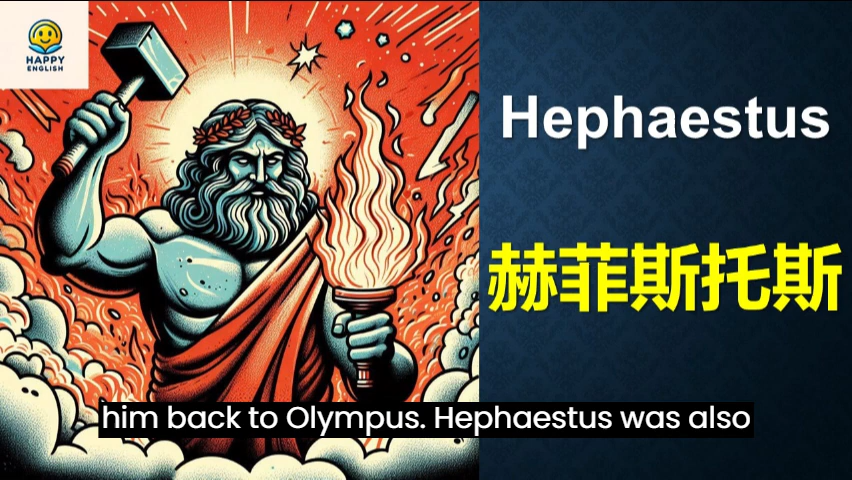 HAPPY
ENGLISH
Hephaestus
赫菲斯托斯
him back to Olympus. Hephaestus was also